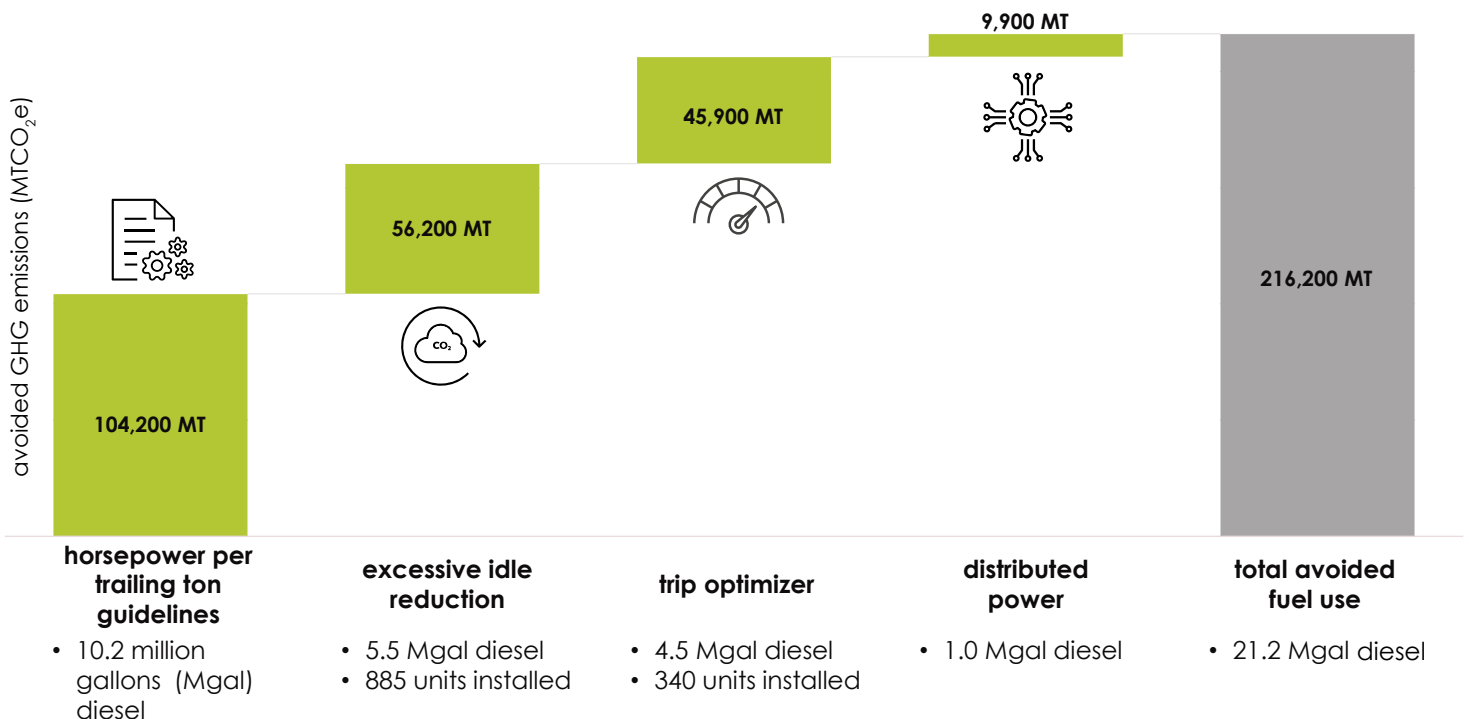 avoided GHG emissions (MTCO₂e)
104,200 MT
56,200 MT
CO₂
45,900 MT
9,900 MT
216,200 MT
horsepower per
trailing ton
guidelines
• 10.2 million
gallons (Mgal)
diesel
excessive idle
reduction
• 5.5 Mgal diesel
• 885 units installed
trip optimizer
• 4.5 Mgal diesel
• 340 units installed
distributed
power
• 1.0 Mgal diesel
total avoided
fuel use
• 21.2 Mgal diesel